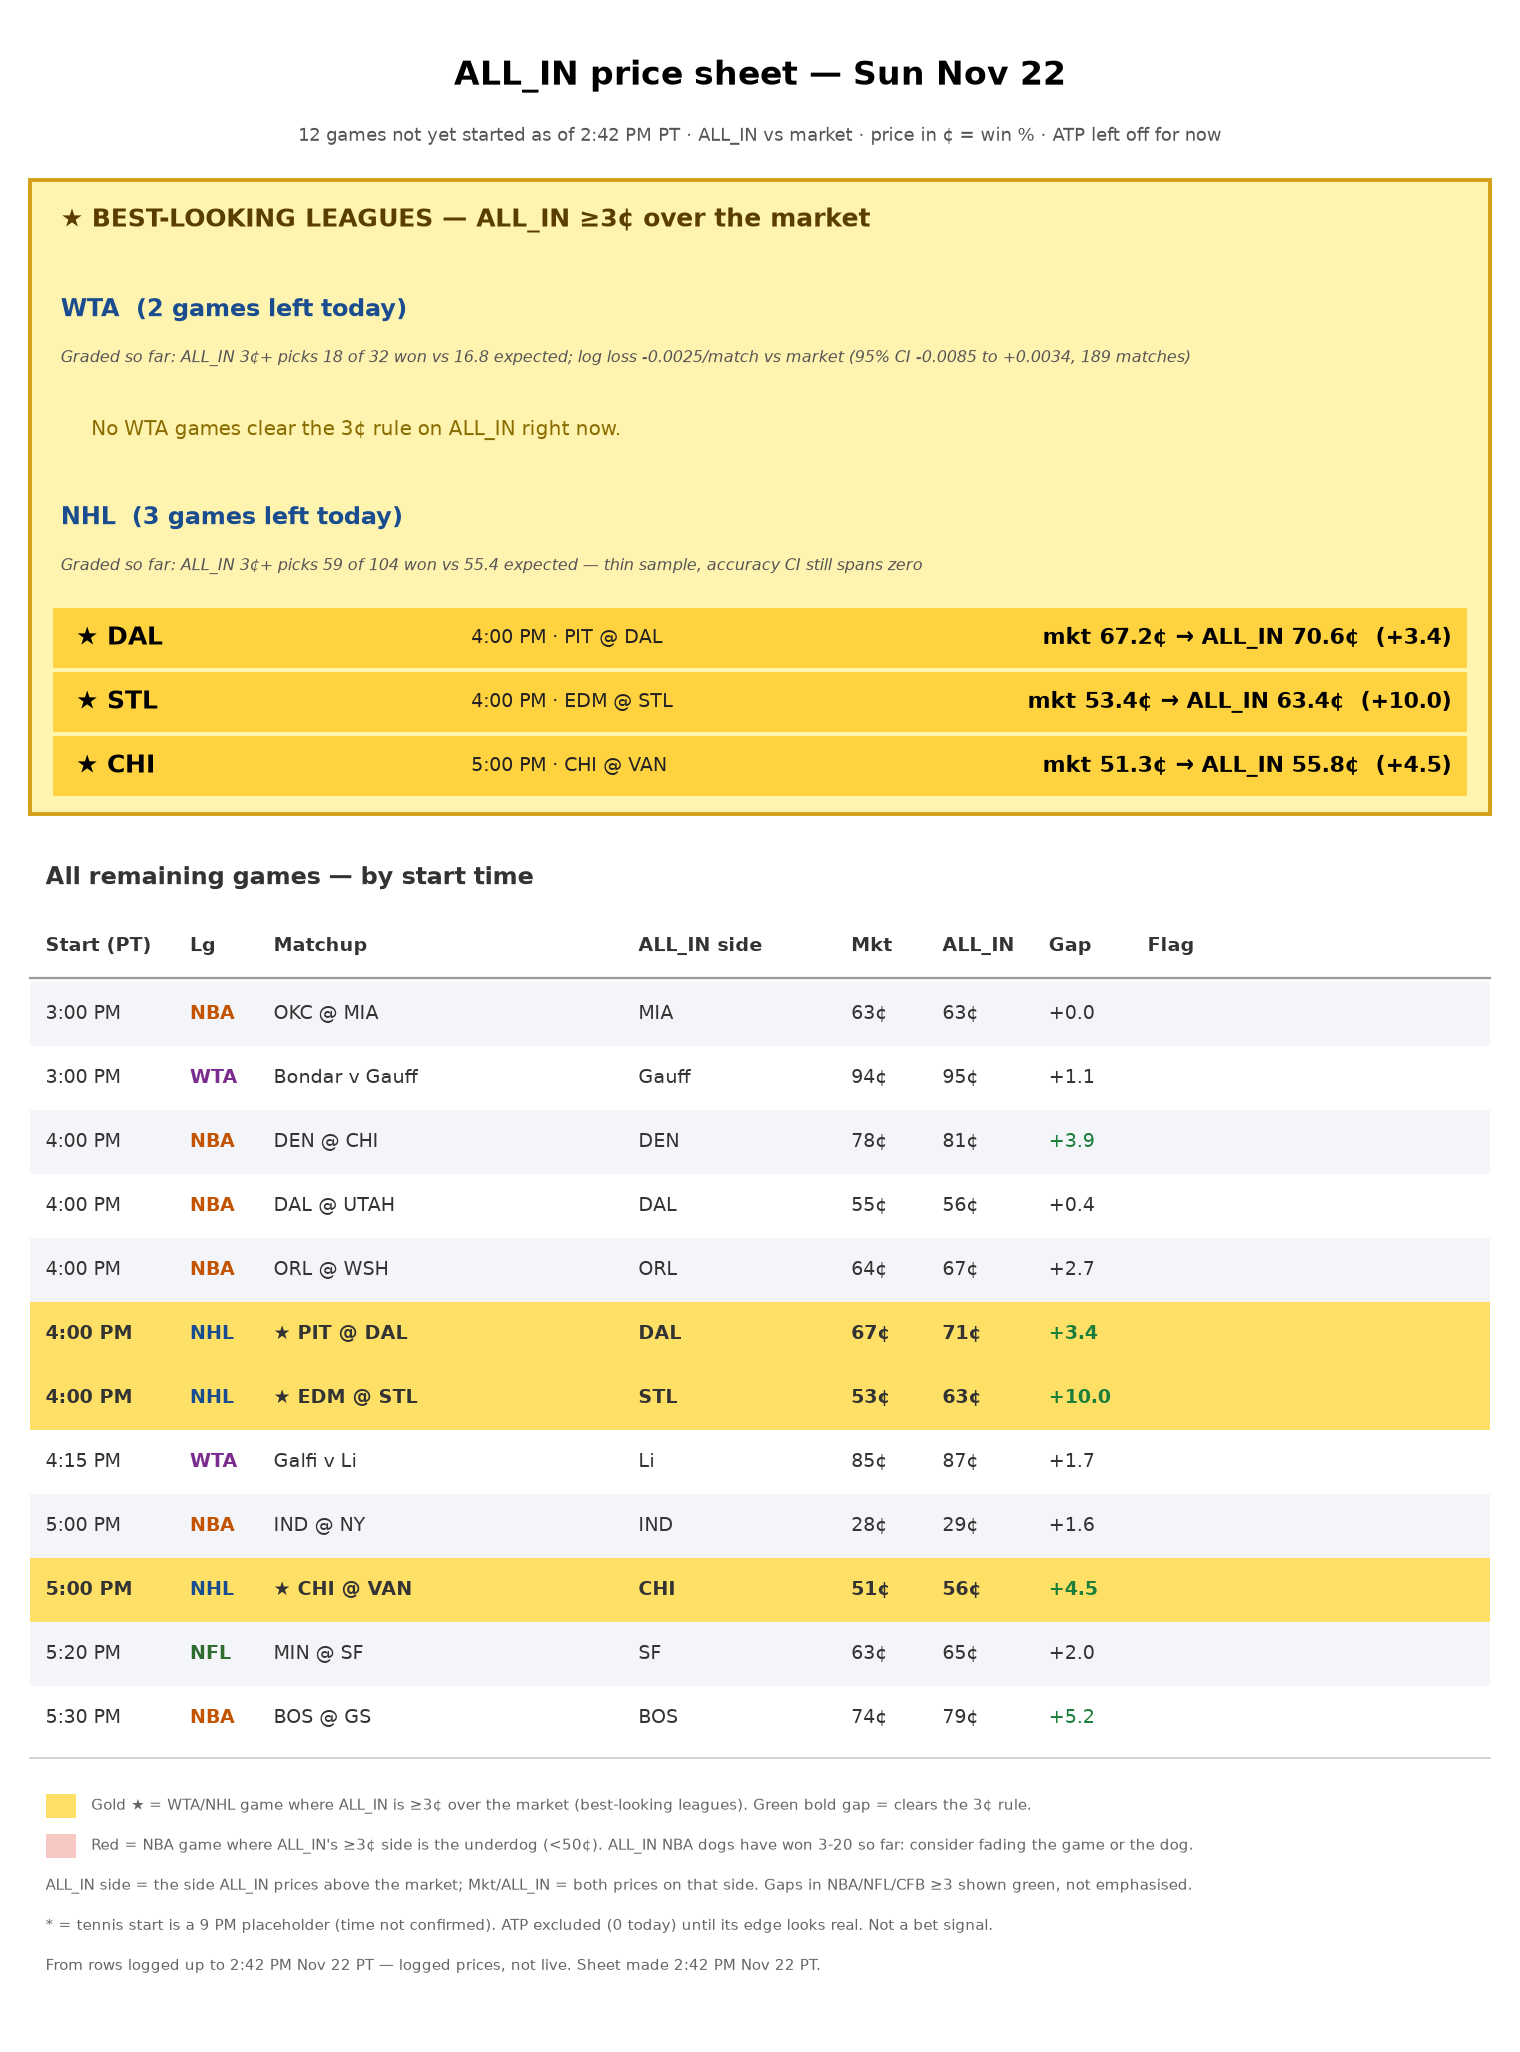 ALL_IN price sheet — Sun Nov 22
12 games not yet started as of 2:42 PM PT · ALL_IN vs market · price in ¢ = win % · ATP left off for now
★ BEST-LOOKING LEAGUES — ALL_IN ≥3¢ over the market
WTA (2 games left today)
Graded so far: ALL_IN 3¢+ picks 18 of 32 won vs 16.8 expected; log loss -0.0025/match vs market (95% CI -0.0085 to +0.0034, 189 matches)
No WTA games clear the 3¢ rule on ALL_IN right now.
NHL (3 games left today)
Graded so far: ALL_IN 3¢+ picks 59 of 104 won vs 55.4 expected — thin sample, accuracy CI still spans zero
★ DAL 4:00 PM · PIT @ DAL mkt 67.2¢ → ALL_IN 70.6¢ (+3.4)
★ STL 4:00 PM · EDM @ STL mkt 53.4¢ → ALL_IN 63.4¢ (+10.0)
★ CHI 5:00 PM · CHI @ VAN mkt 51.3¢ → ALL_IN 55.8¢ (+4.5)
All remaining games — by start time
Start (PT) Lg Matchup ALL_IN side Mkt ALL_IN Gap Flag
3:00 PM NBA OKC @ MIA MIA 63¢ 63¢ +0.0
3:00 PM WTA Bondar v Gauff Gauff 94¢ 95¢ +1.1
4:00 PM NBA DEN @ CHI DEN 78¢ 81¢ +3.9
4:00 PM NBA DAL @ UTAH DAL 55¢ 56¢ +0.4
4:00 PM NBA ORL @ WSH ORL 64¢ 67¢ +2.7
4:00 PM NHL ★ PIT @ DAL DAL 67¢ 71¢ +3.4
4:00 PM NHL ★ EDM @ STL STL 53¢ 63¢ +10.0
4:15 PM WTA Galfi v Li Li 85¢ 87¢ +1.7
5:00 PM NBA IND @ NY IND 28¢ 29¢ +1.6
5:00 PM NHL ★ CHI @ VAN CHI 51¢ 56¢ +4.5
5:20 PM NFL MIN @ SF SF 63¢ 65¢ +2.0
5:30 PM NBA BOS @ GS BOS 74¢ 79¢ +5.2
Gold ★ = WTA/NHL game where ALL_IN is ≥3¢ over the market (best-looking leagues). Green bold gap = clears the 3¢ rule.
Red = NBA game where ALL_IN's ≥3¢ side is the underdog (<50¢). ALL_IN NBA dogs have won 3-20 so far: consider fading the game or the dog.
ALL_IN side = the side ALL_IN prices above the market; Mkt/ALL_IN = both prices on that side. Gaps in NBA/NFL/CFB ≥3 shown green, not emphasised.
* = tennis start is a 9 PM placeholder (time not confirmed). ATP excluded (0 today) until its edge looks real. Not a bet signal.
From rows logged up to 2:42 PM Nov 22 PT — logged prices, not live. Sheet made 2:42 PM Nov 22 PT.